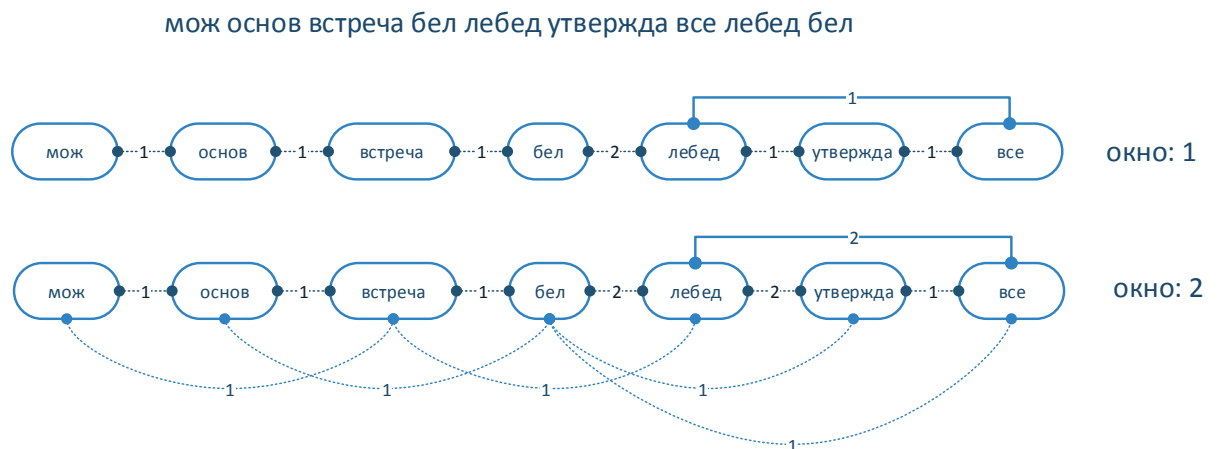 мож основ встреча бел лебед утвержда все лебед бел
1
мож 1 основ 1 встреча 1 бел 2 лебед 1 утвержда 1 все окно: 1
2
мож 1 основ 1 встреча 1 бел 2 лебед 2 утвержда 1 все окно: 2
1 1 1 1
1